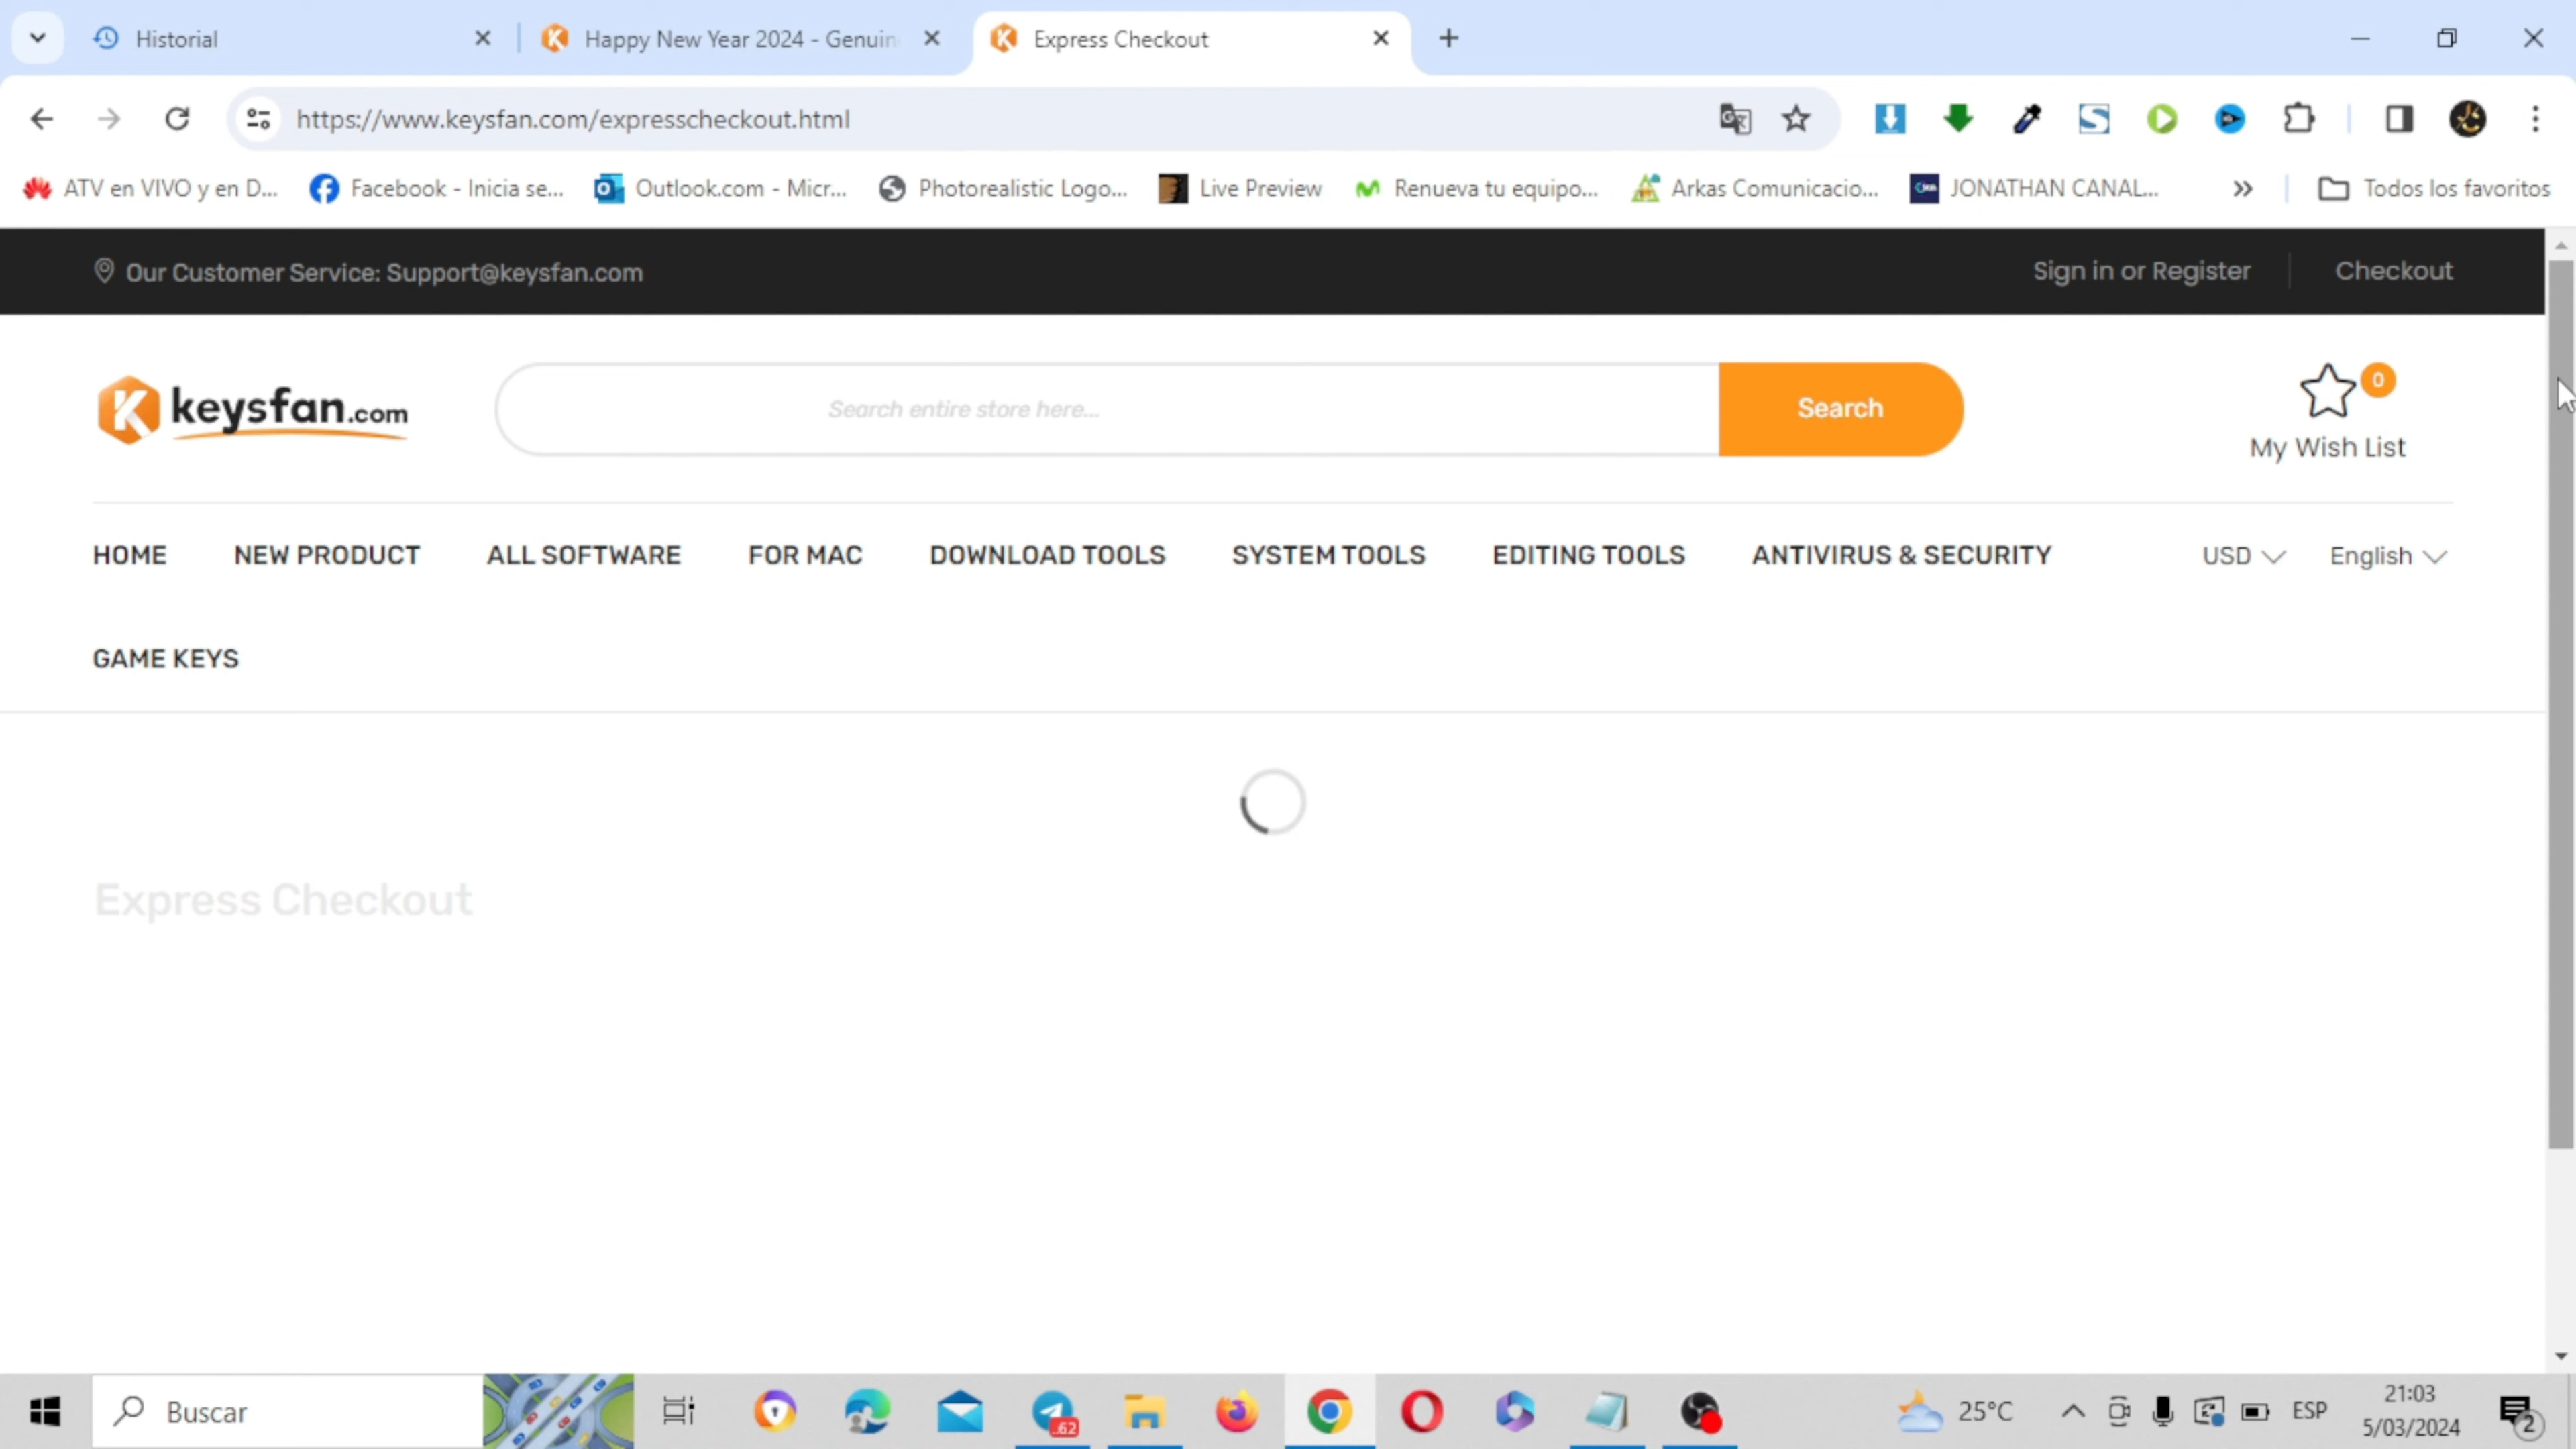 Historial
Happy New Year 2024 - Genuin
Express Checkout
https://www.keysfan.com/expresscheckout.html
ATV en VIVO y en D...
Facebook - Inicia se...
Outlook.com - Micr...
Photorealistic Logo...
Live Preview
Renueva tu equipo...
Arkas Comunicacio...
JONATHAN CANAL...
Todos los favoritos
Our Customer Service: Support@keysfan.com
Sign in or Register
Checkout
keysfan.com
Search entire store here...
Search
0
My Wish List
HOME
NEW PRODUCT
ALL SOFTWARE
FOR MAC
DOWNLOAD TOOLS
SYSTEM TOOLS
EDITING TOOLS
ANTIVIRUS & SECURITY
USD
English
GAME KEYS
Express Checkout
Buscar
62
25°C
ESP
21:03
5/03/2024
2